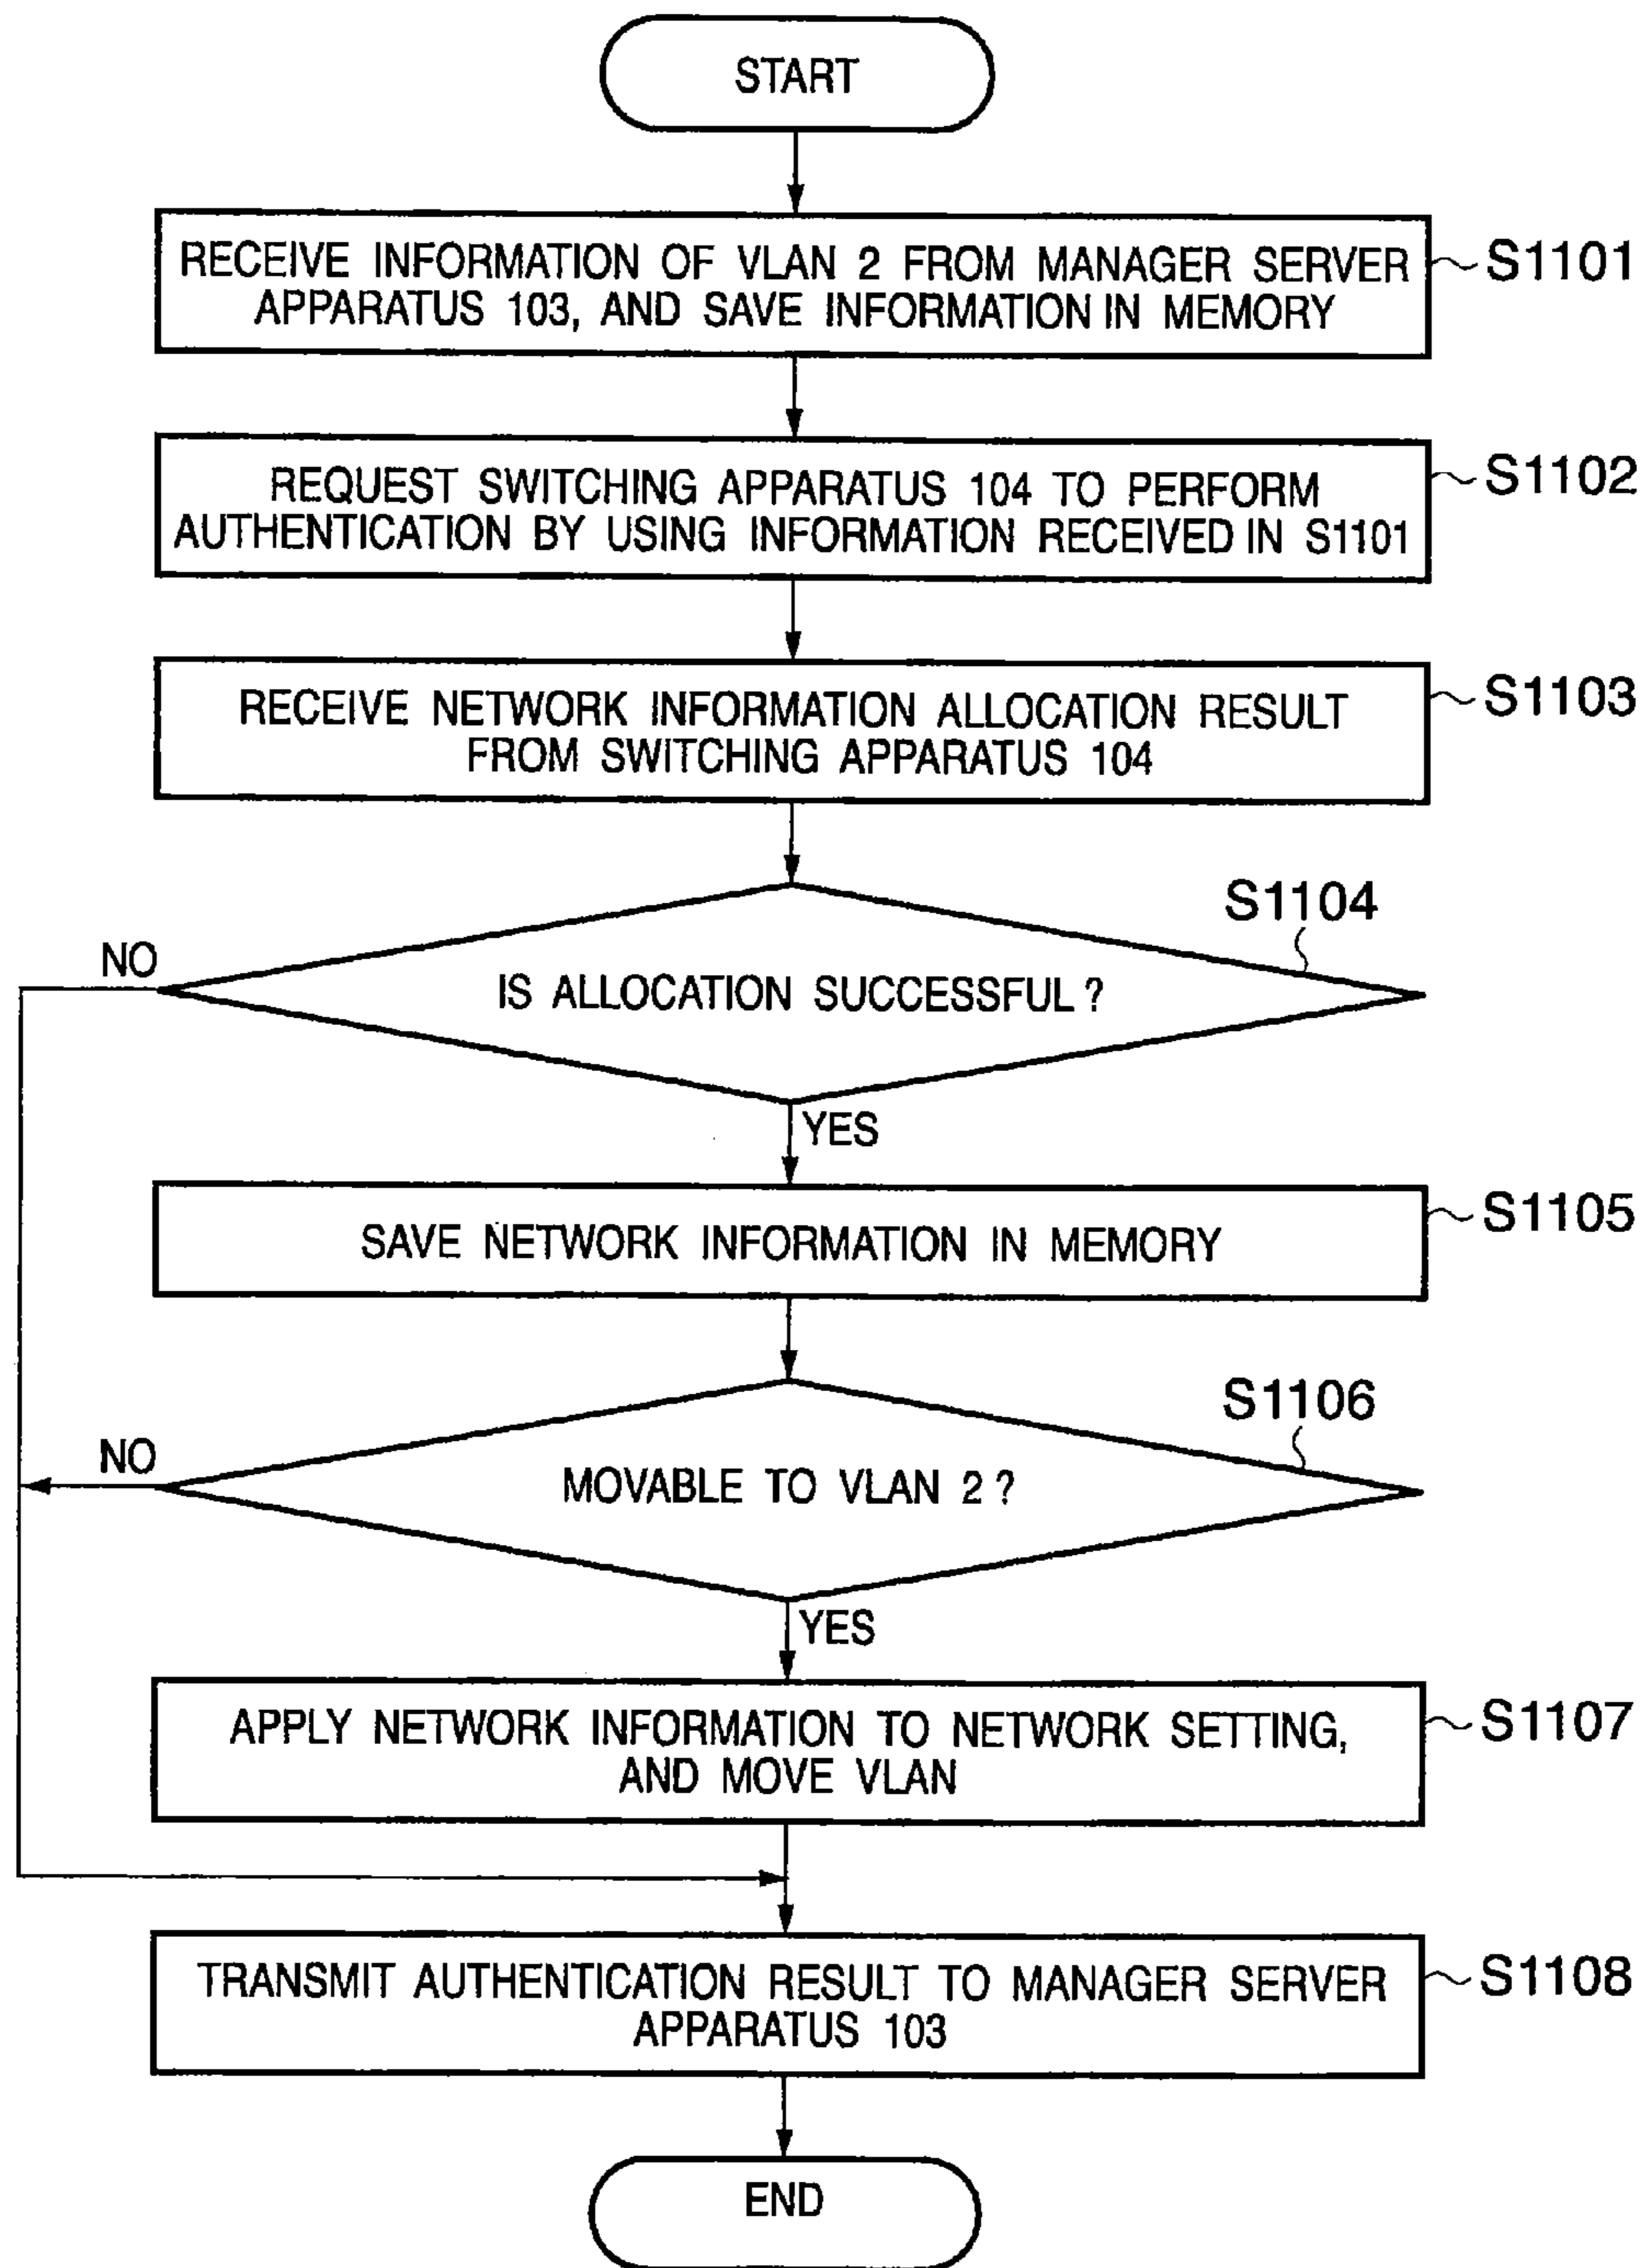 START
RECEIVE INFORMATION OF VLAN 2 FROM MANAGER SERVER
APPARATUS 103, AND SAVE INFORMATION IN MEMORY
S1101
REQUEST SWITCHING APPARATUS 104 TO PERFORM
AUTHENTICATION BY USING INFORMATION RECEIVED IN S1101
S1102
RECEIVE NETWORK INFORMATION ALLOCATION RESULT
FROM SWITCHING APPARATUS 104
S1103
S1104
NO
IS ALLOCATION SUCCESSFUL ?
YES
SAVE NETWORK INFORMATION IN MEMORY
S1105
S1106
NO
MOVABLE TO VLAN 2 ?
YES
APPLY NETWORK INFORMATION TO NETWORK SETTING,
AND MOVE VLAN
S1107
TRANSMIT AUTHENTICATION RESULT TO MANAGER SERVER
APPARATUS 103
S1108
END